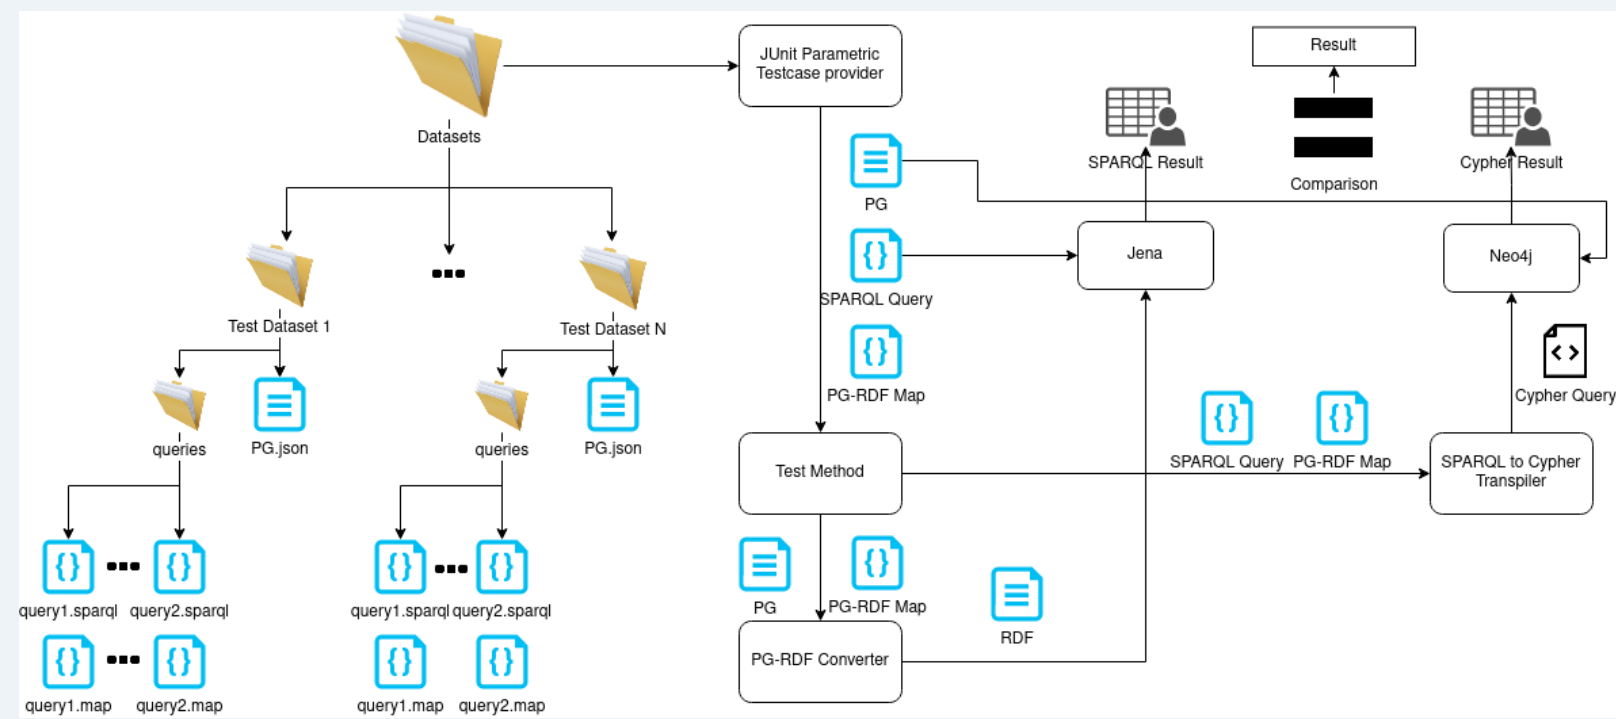 JUnit Parametric
Testcase provider
Result
Datasets
SPARQL Result
Cypher Result
Comparison
PG
Jena
Neo4j
SPARQL Query
Test Dataset 1
Test Dataset N
PG-RDF Map
Cypher Query
queries
PG.json
queries
PG.json
Test Method
SPARQL Query
PG-RDF Map
SPARQL to Cypher
Transpiler
query1.sparql
query2.sparql
query1.sparql
query2.sparql
PG
PG-RDF Map
RDF
PG-RDF Converter
query1.map
query2.map
query1.map
query2.map